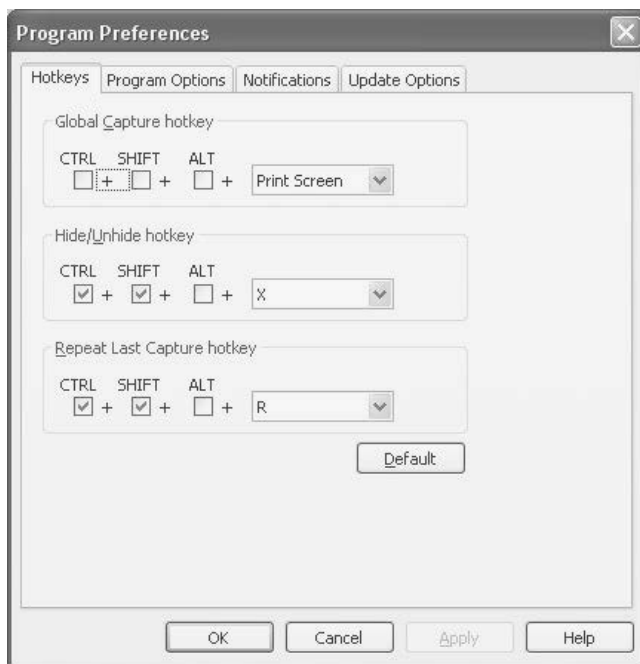 Program Preferences
Hotkeys Program Options Notifications Update Options
Global Capture hotkey
CTRL SHIFT ALT
+ + + Print Screen
Hide/Unhide hotkey
CTRL SHIFT ALT
+ + + X
Repeat Last Capture hotkey
CTRL SHIFT ALT
+ + + R
Default
OK Cancel Apply Help